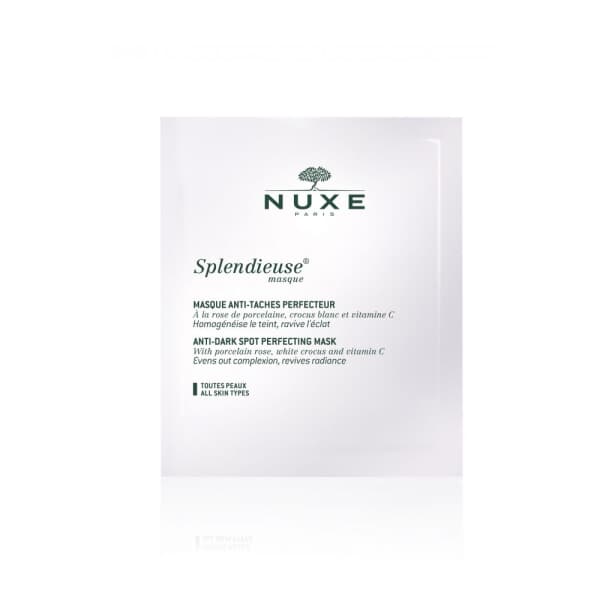 NUXE
PARIS
Splendieuse®
masque
MASQUE ANTI-TACHES PERFECTEUR
À la rose de porcelaine, crocus blanc et vitamine C
Homogénéise le teint, ravive l'éclat
ANTI-DARK SPOT PERFECTING MASK
With porcelain rose, white crocus and vitamin C
Evens out complexion, revives radiance
TOUTES PEAUX
ALL SKIN TYPES